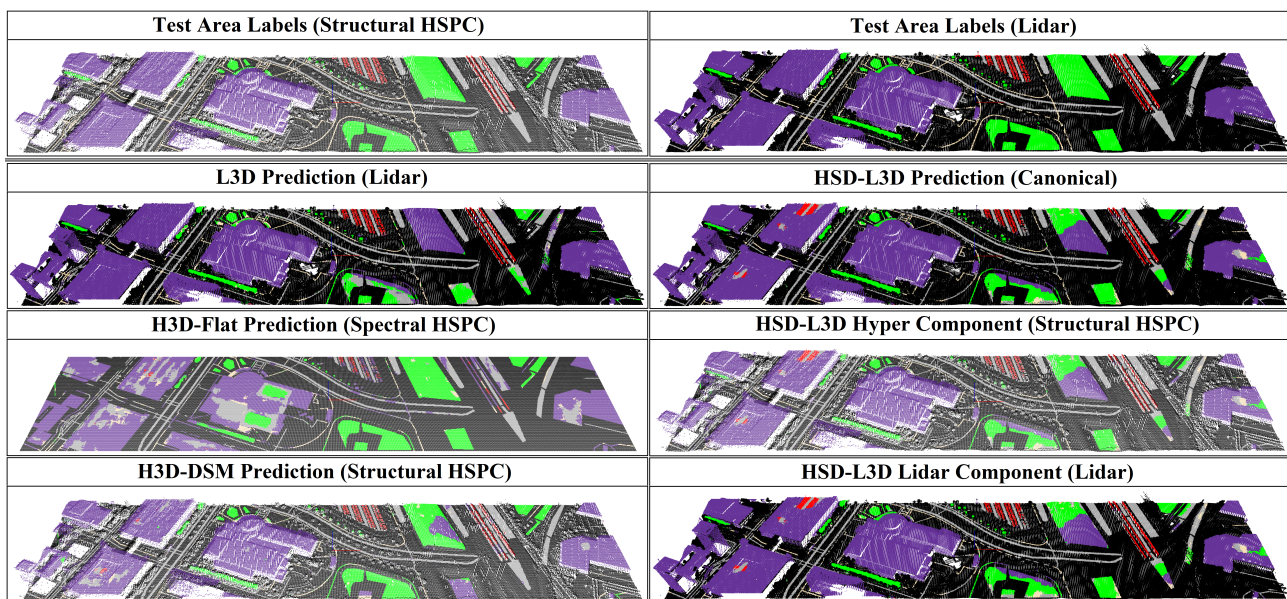 Test Area Labels (Structural HSPC)
Test Area Labels (Lidar)
L3D Prediction (Lidar)
HSD-L3D Prediction (Canonical)
H3D-Flat Prediction (Spectral HSPC)
HSD-L3D Hyper Component (Structural HSPC)
H3D-DSM Prediction (Structural HSPC)
HSD-L3D Lidar Component (Lidar)